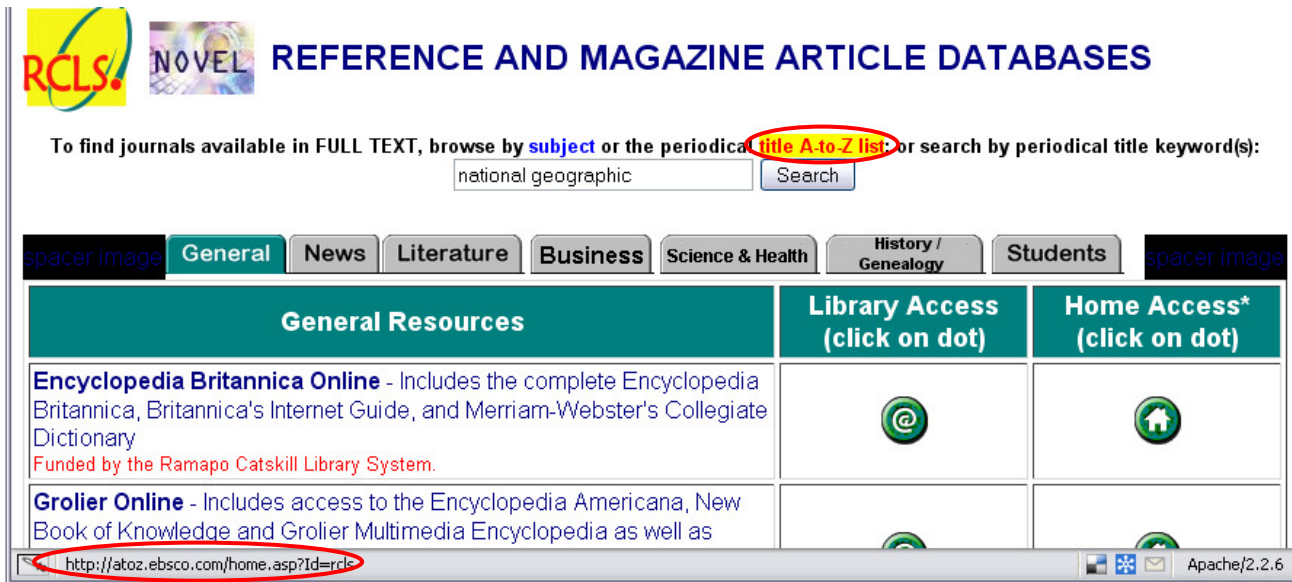 RCLS!
NOVEL
REFERENCE AND MAGAZINE ARTICLE DATABASES
To find journals available in FULL TEXT, browse by subject or the periodical title A-to-Z list; or search by periodical title keyword(s):
national geographic Search
spacer image General News Literature Business Science & Health History / Genealogy Students spacer image
General Resources
Library Access
(click on dot)
Home Access*
(click on dot)
Encyclopedia Britannica Online - Includes the complete Encyclopedia
Britannica, Britannica's Internet Guide, and Merriam-Webster's Collegiate
Dictionary
Funded by the Ramapo Catskill Library System.
@
Grolier Online - Includes access to the Encyclopedia Americana, New
Book of Knowledge and Grolier Multimedia Encyclopedia as well as
http://atoz.ebsco.com/home.asp?Id=rcls
Apache/2.2.6